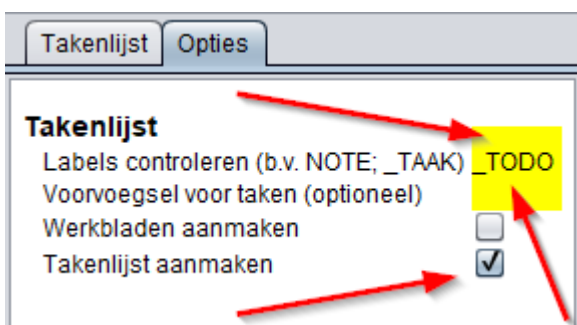 Takenlijst Opties
Takenlijst
Labels controleren (b.v. NOTE; _TAAK) _TODO
Voorvoegsel voor taken (optioneel)
Werkbladen aanmaken
Takenlijst aanmaken